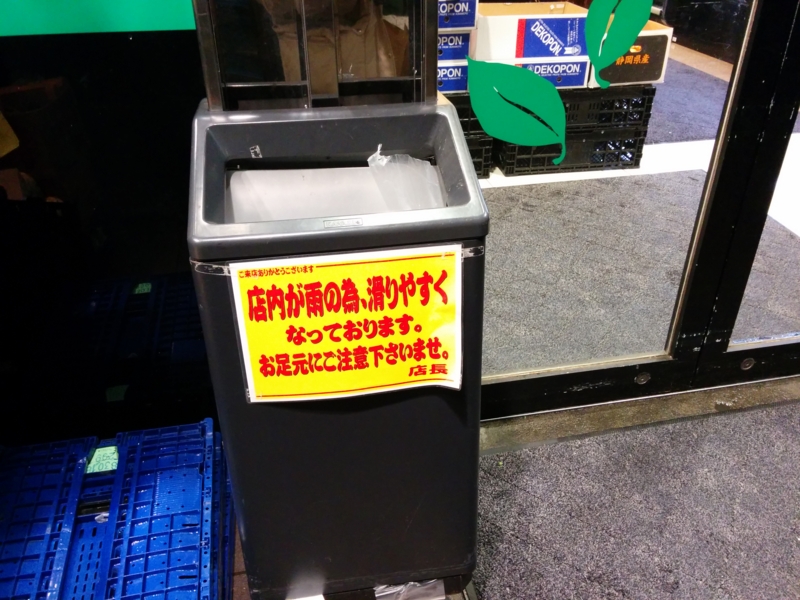 DEKOPON
DEKOPON
DEKOPON
DEKOPON
静岡県産
ご来店ありがとうございます
店内が雨の為、滑りやすく
なっております。
お足元にご注意下さいませ。
店長